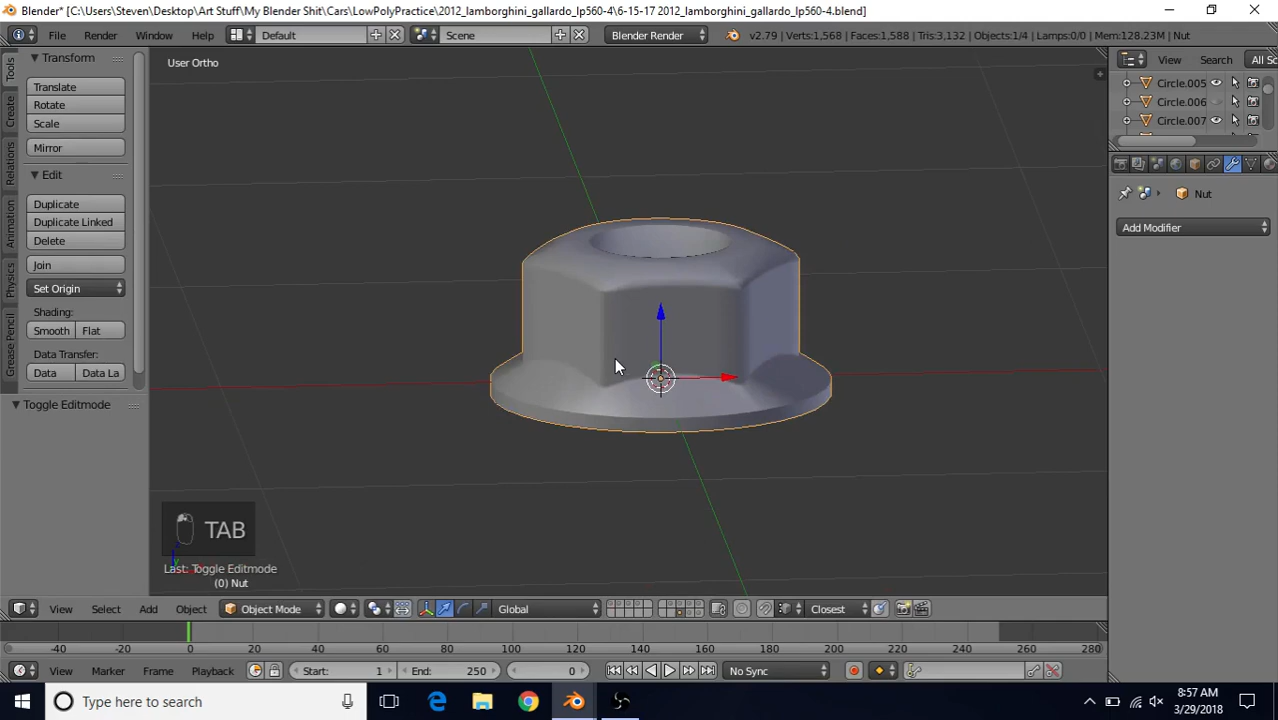 Blender* [C:\Users\Steven\Desktop\Art Stuff\My Blender Shit\Cars\LowPolyPractice\2012_lamborghini_gallardo_lp560-4\6-15-17 2012_lamborghini_gallardo_lp560-4.blend]
File Render Window Help Default Scene Blender Render v2.79 | Verts:1,568 | Faces:1,588 | Tris:3,132 | Objects:1/4 | Lamps:0/0 | Mem:128.23M | Nut
Tools
Create
Relations
Animation
Physics
Grease Pencil
Transform
Translate
Rotate
Scale
Mirror
Edit
Duplicate
Duplicate Linked
Delete
Join
Set Origin
Shading:
Smooth Flat
Data Transfer:
Data Data La
Toggle Editmode
User Ortho
TAB
Last: Toggle Editmode
(0) Nut
View Search All Sc
Circle.005
Circle.006
Circle.007
Nut
Add Modifier
View Select Add Object Object Mode Global Closest
-40 -20 0 20 40 60 80 100 120 140 160 180 200 220 240 260 280
View Marker Frame Playback Start: 1 End: 250 0 No Sync
Type here to search
8:57 AM
3/29/2018